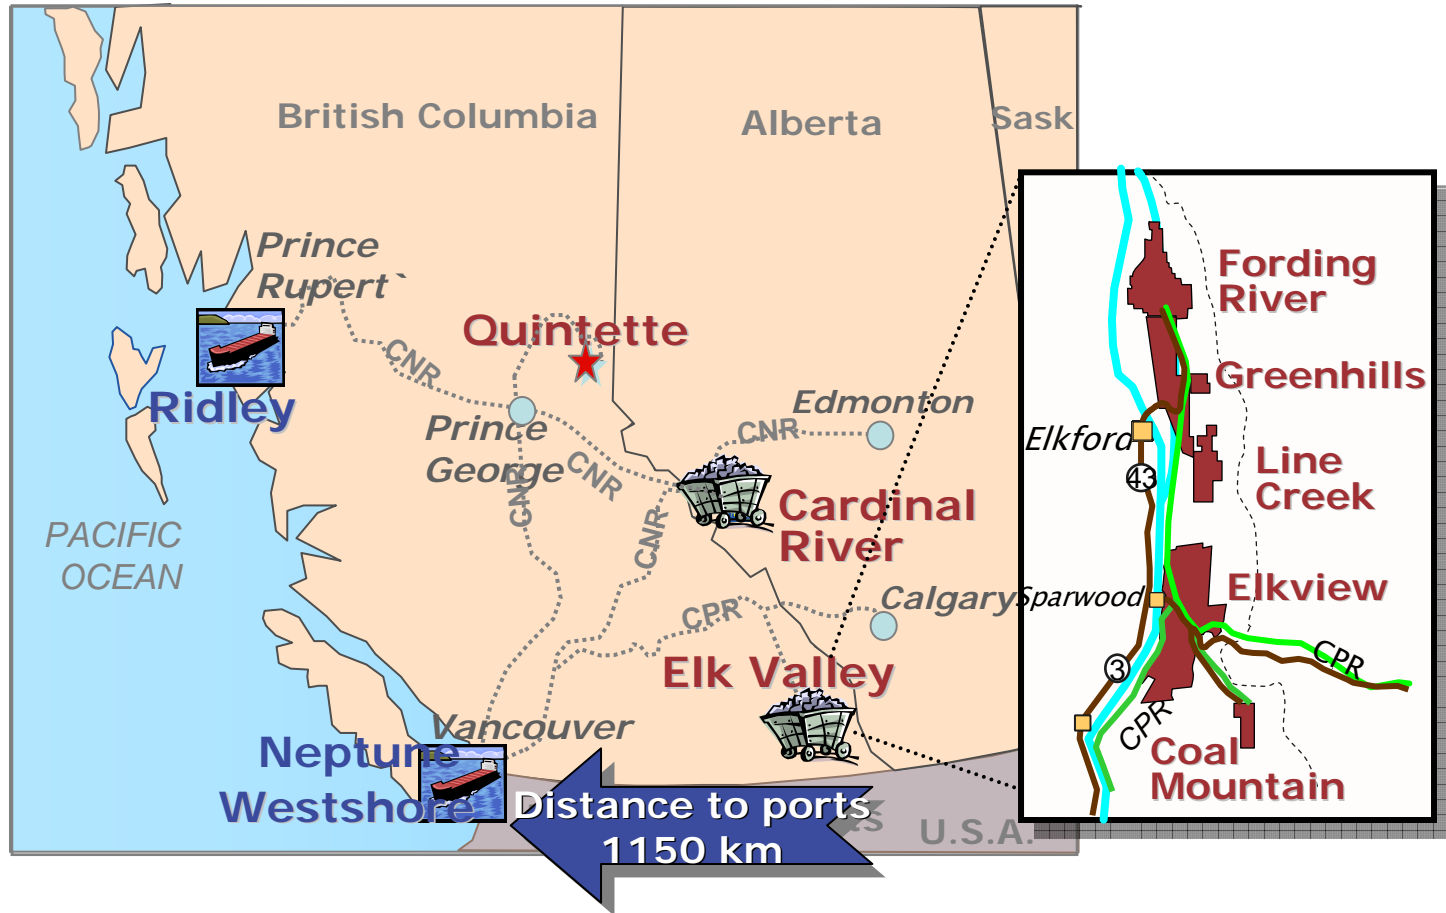 British Columbia
Alberta
Sask
Prince
Rupert`
Quintette
CNR
Ridley
Prince
George
CNR
CNR
CNR
CNR
Edmonton
Cardinal
River
PACIFIC
OCEAN
CPR
Calgary
Elk Valley
Vancouver
Neptune
Westshore
Distance to ports
1150 km
U.S.A.
Fording
River
Greenhills
Elkford
43
Line
Creek
Elkview
Sparwood
3
CPR
CPR
Coal
Mountain